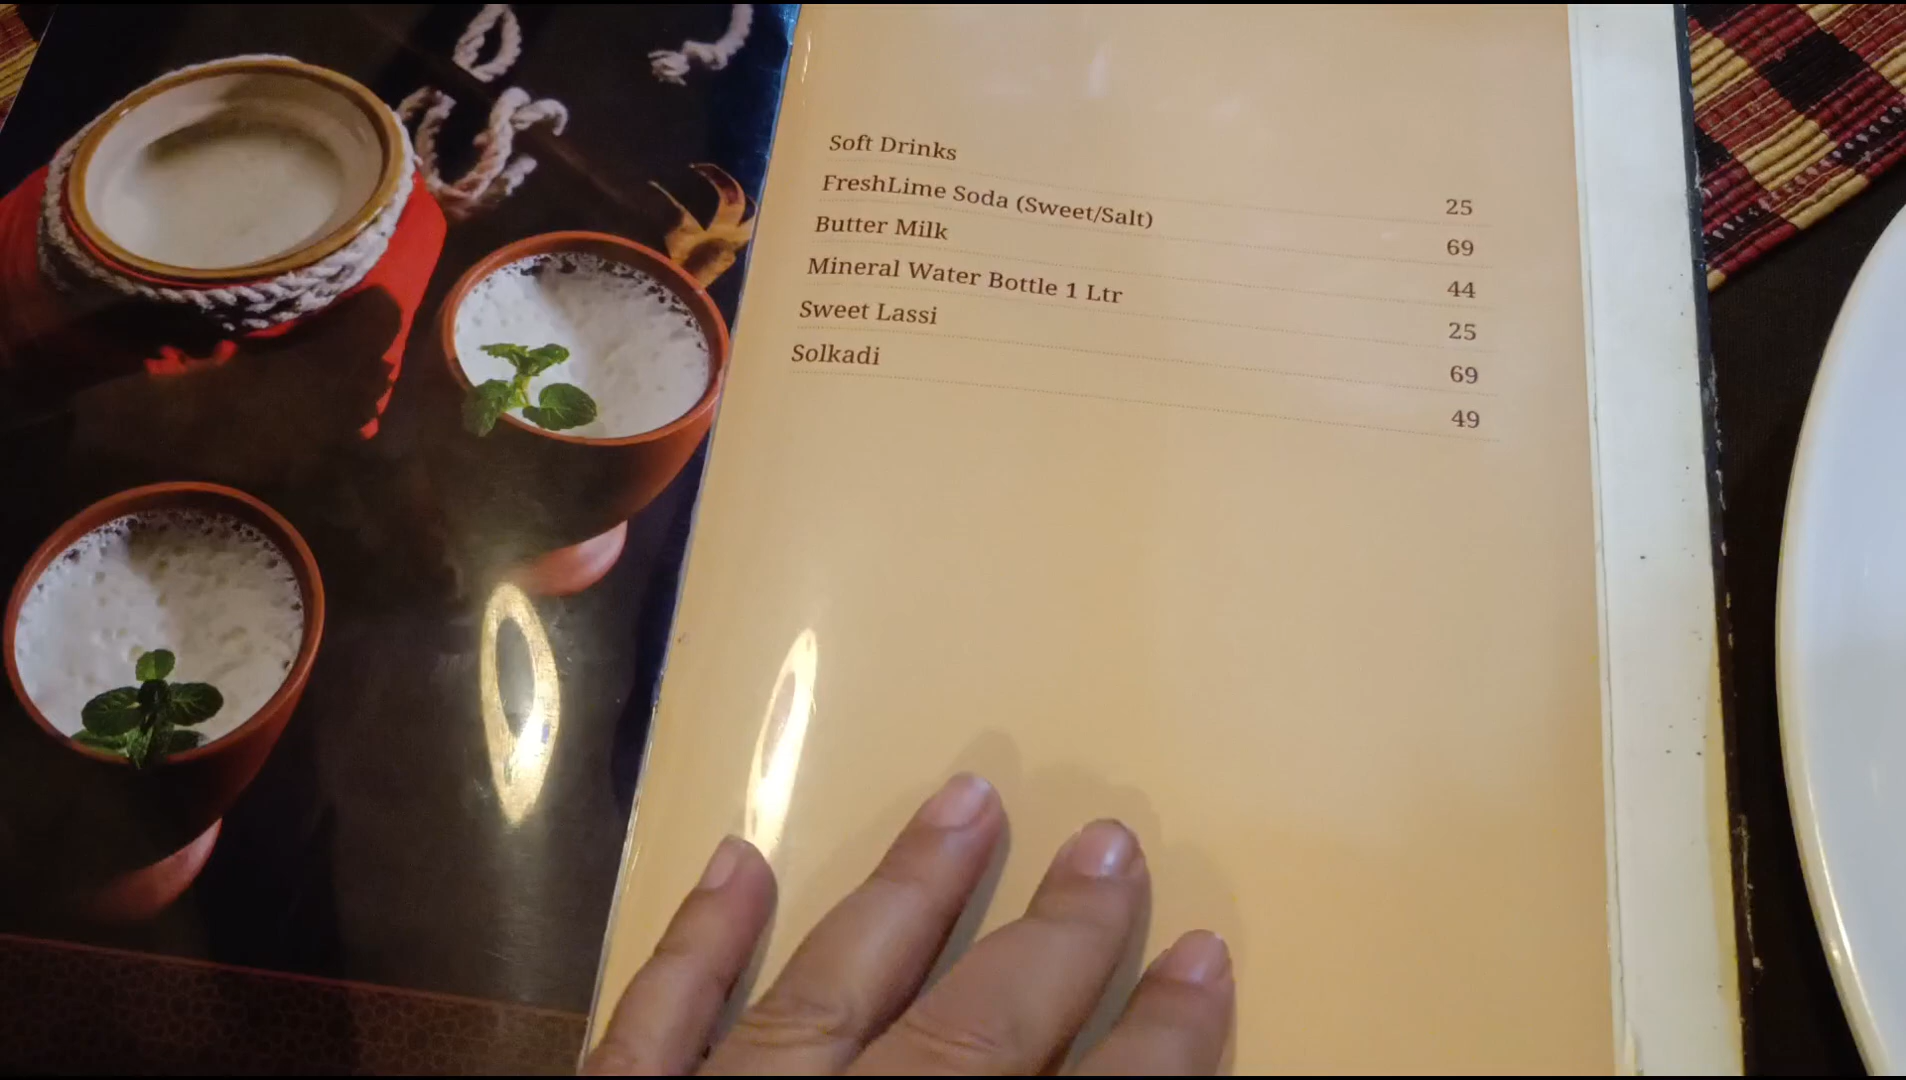 Soft Drinks 25
FreshLime Soda (Sweet/Salt) 69
Butter Milk 44
Mineral Water Bottle 1 Ltr 25
Sweet Lassi 69
Solkadi 49